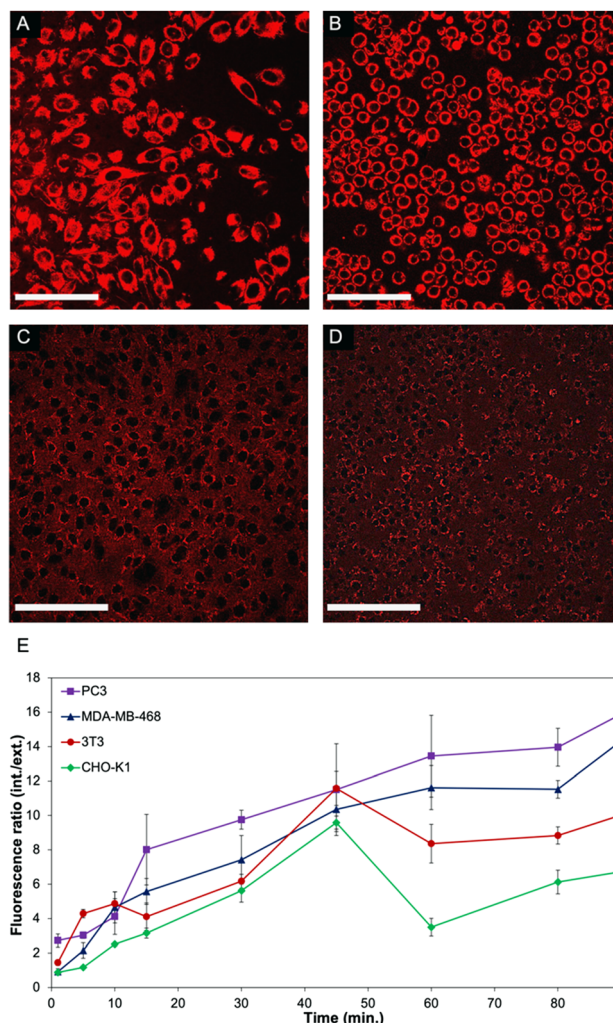 A
B
C
D
E
18
16
14
12
10
8
6
4
2
0
PC3
MDA-MB-468
3T3
CHO-K1
Fluorescence ratio (int./ext.)
0 10 20 30 40 50 60 70 80
Time (min.)